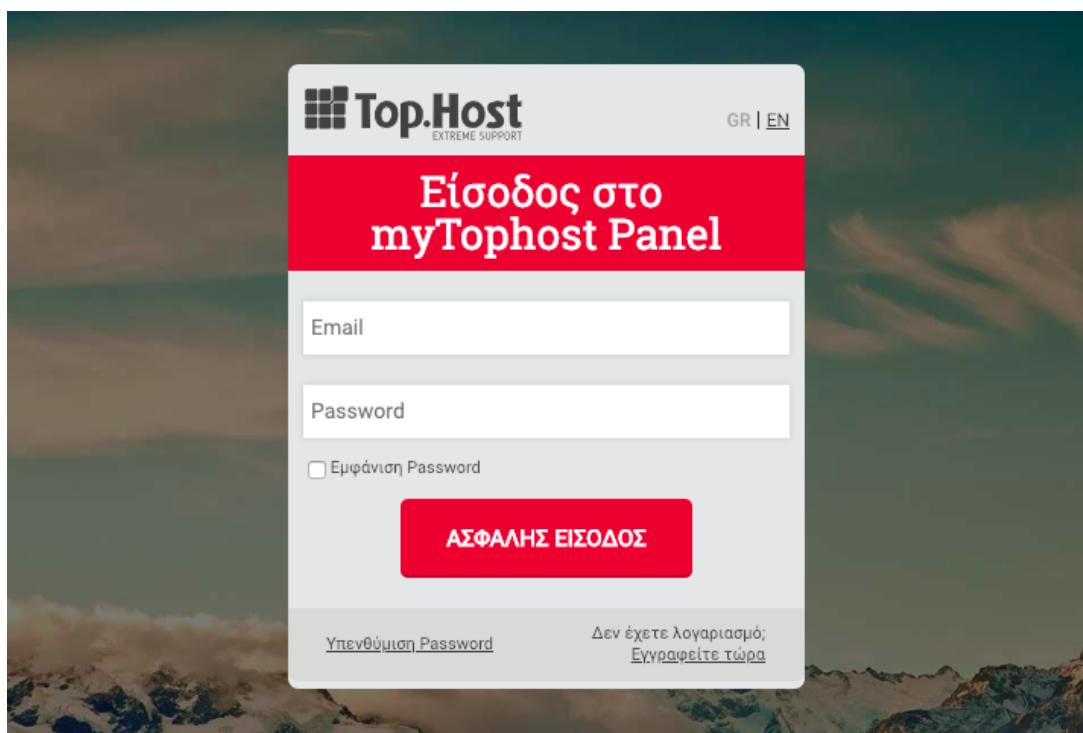 Top.Host
EXTREME SUPPORT
GR | EN
Είσοδος στο
myTophost Panel
Email
Password
Εμφάνιση Password
ΑΣΦΑΛΗΣ ΕΙΣΟΔΟΣ
Υπενθύμιση Password
Δεν έχετε λογαριασμό;
Εγγραφείτε τώρα